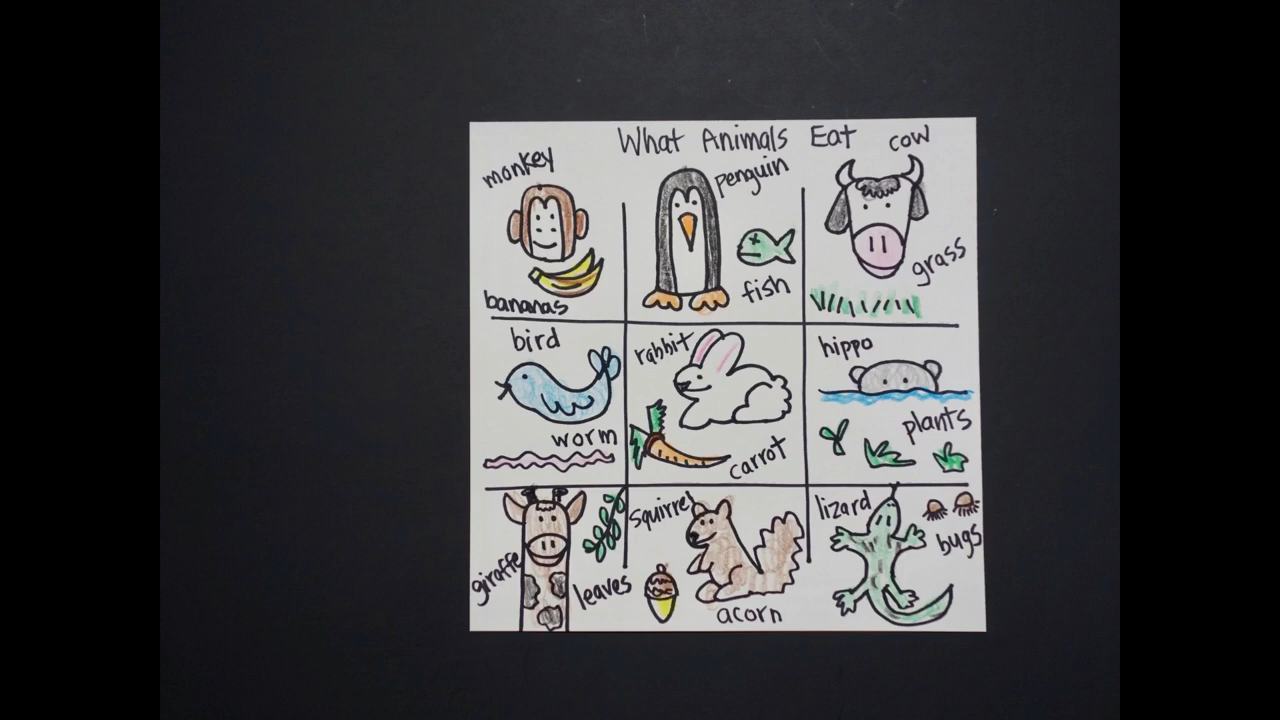 What Animals Eat
monkey
bananas
penguin
fish
cow
grass
bird
worm
rabbit
carrot
hippo
plants
giraffe
leaves
squirrel
acorn
lizard
bugs